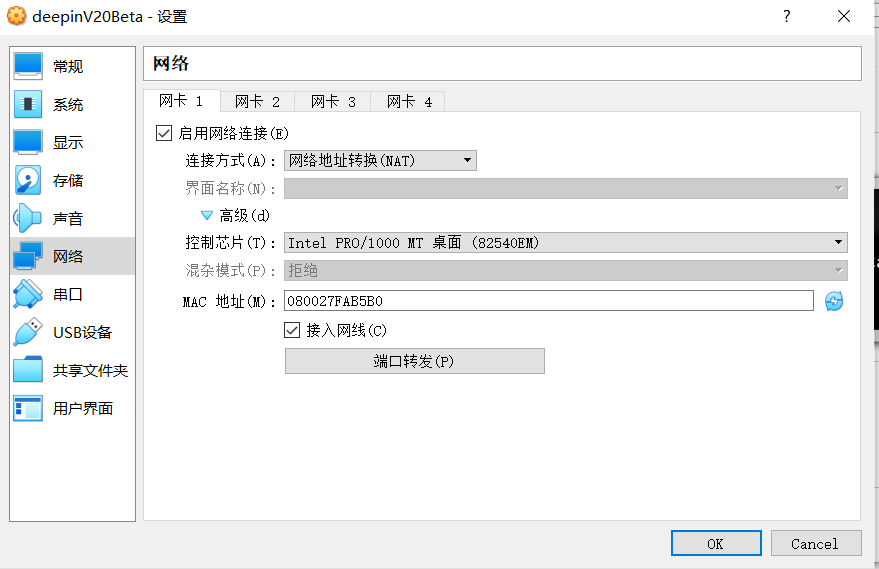 deepinV20Beta - 设置
?
常规
系统
显示
存储
声音
网络
串口
USB设备
共享文件夹
用户界面
网络
网卡 1 网卡 2 网卡 3 网卡 4
启用网络连接(E)
连接方式(A): 网络地址转换(NAT)
界面名称(N):
高级(d)
控制芯片(T): Intel PRO/1000 MT 桌面 (82540EM)
混杂模式(P): 拒绝
MAC 地址(M): 080027FAB5B0
接入网线(C)
端口转发(P)
OK Cancel